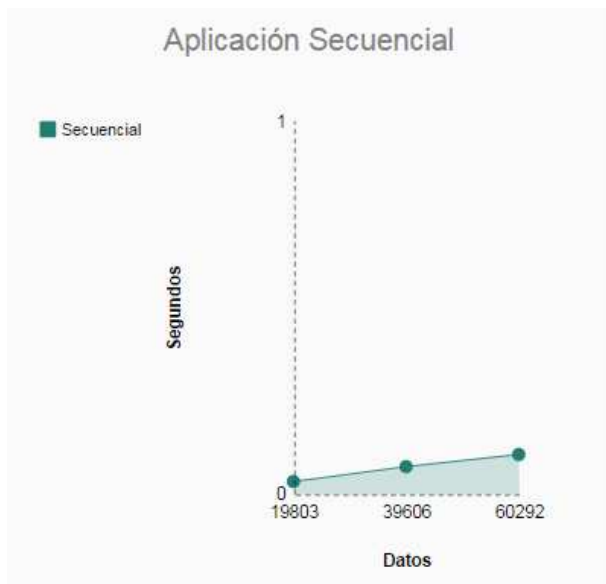 Aplicación Secuencial
Secuencial
1
Segundos
0
19803 39606 60292
Datos